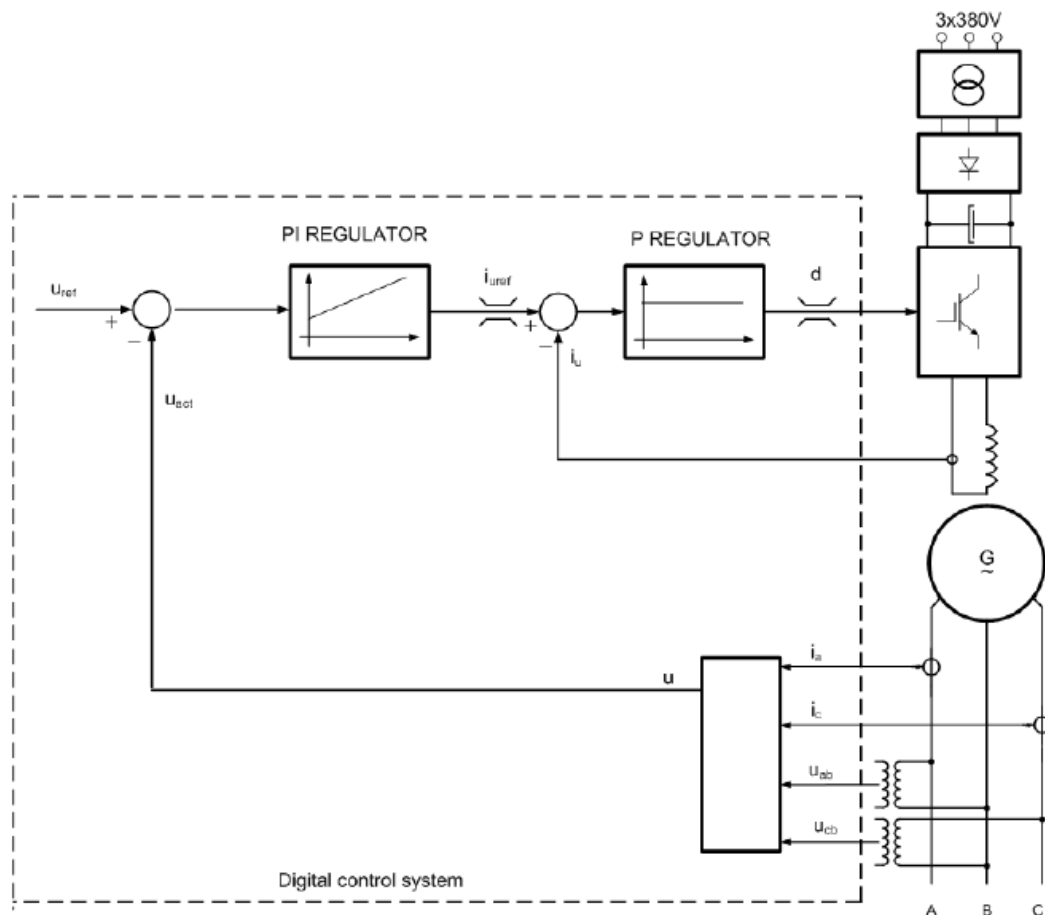 3x380V
PI REGULATOR
P REGULATOR
u_ref
+
−
i_uref
+
−
i_u
d
u_act
G
~
i_a
u
i_c
u_ab
u_cb
Digital control system
A B C